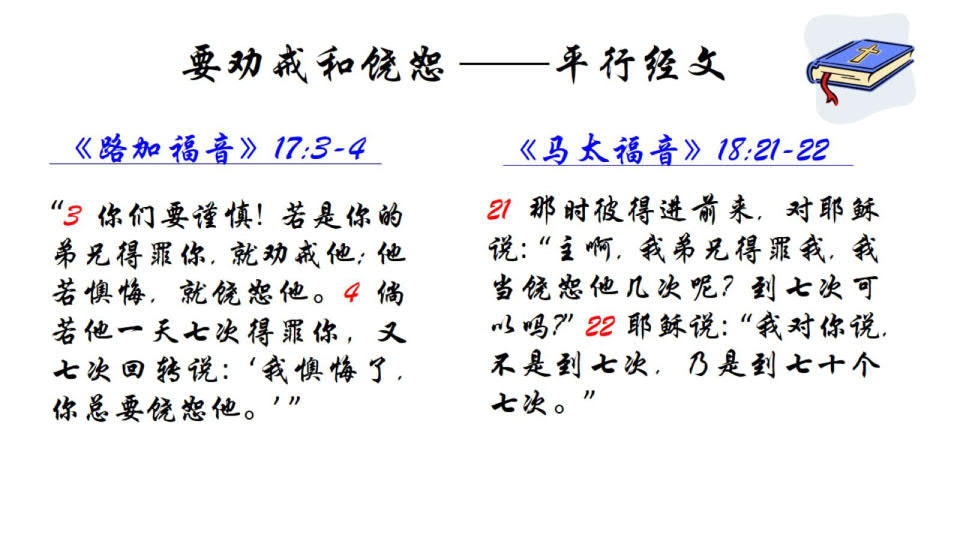 要劝戒和饶恕 ——平行经文
《路加福音》17:3-4
“3 你们要谨慎！若是你的
弟兄得罪你，就劝戒他；他
若懊悔，就饶恕他。4 倘
若他一天七次得罪你，又
七次回转说：‘我懊悔了，
你总要饶恕他。’”
《马太福音》18:21-22
21 那时彼得进前来，对耶稣
说：“主啊，我弟兄得罪我，我
当饶恕他几次呢？到七次可
以吗？”22 耶稣说：“我对你说，
不是到七次，乃是到七十个
七次。”